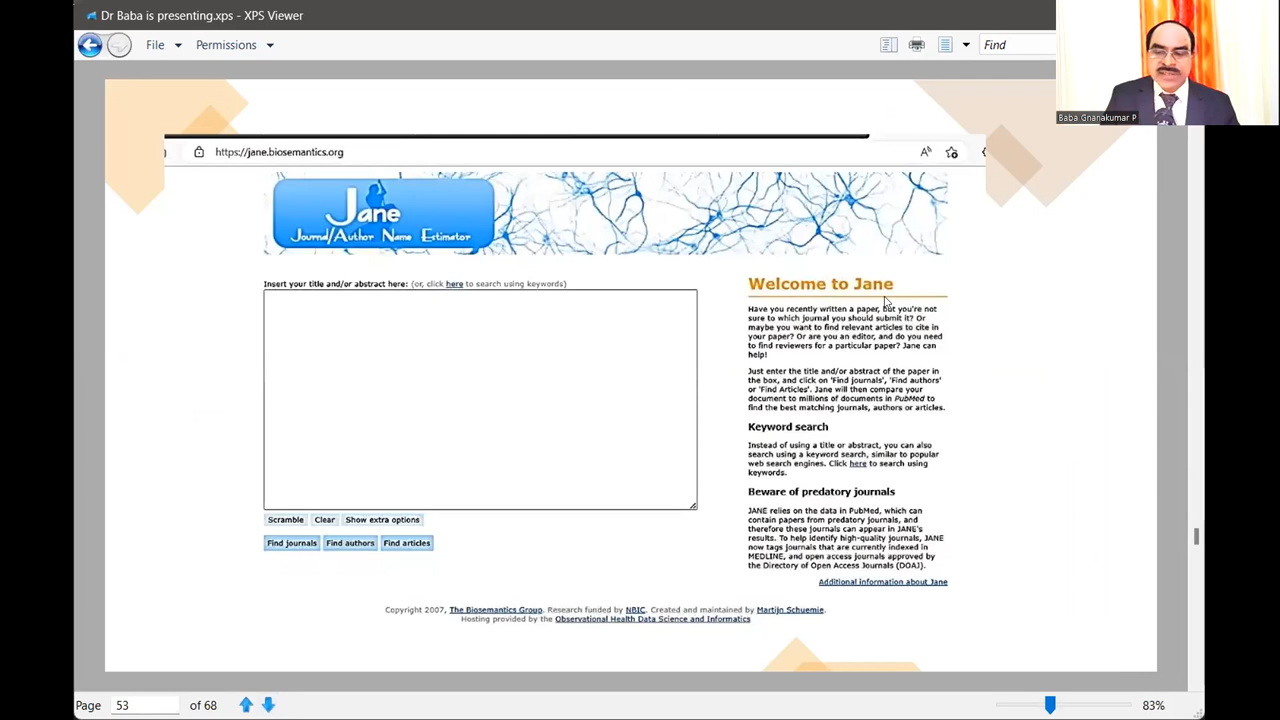 Dr Baba is presenting.xps - XPS Viewer
File Permissions Find
Baba Gnanakumar P
https://jane.biosemantics.org
Jane
Journal/Author Name Estimator
Insert your title and/or abstract here: (or, click here to search using keywords)
Scramble Clear Show extra options
Find journals Find authors Find articles
Welcome to Jane
Have you recently written a paper, but you're not
sure to which journal you should submit it? Or
maybe you want to find relevant articles to cite in
your paper? Or are you an editor, and do you need
to find reviewers for a particular paper? Jane can
help!
Just enter the title and/or abstract of the paper in
the box, and click on 'Find journals', 'Find authors'
or 'Find Articles'. Jane will then compare your
document to millions of documents in PubMed to
find the best matching journals, authors or articles.
Keyword search
Instead of using a title or abstract, you can also
search using a keyword search, similar to popular
web search engines. Click here to search using
keywords.
Beware of predatory journals
JANE relies on the data in PubMed, which can
contain papers from predatory journals, and
therefore these journals can appear in JANE's
results. To help identify high-quality journals, JANE
now tags journals that are currently indexed in
MEDLINE, and open access journals approved by
the Directory of Open Access Journals (DOAJ).
Additional information about Jane
Copyright 2007, The Biosemantics Group. Research funded by NBIC. Created and maintained by Martijn Schuemie.
Hosting provided by the Observational Health Data Science and Informatics
Page 53 of 68 83%